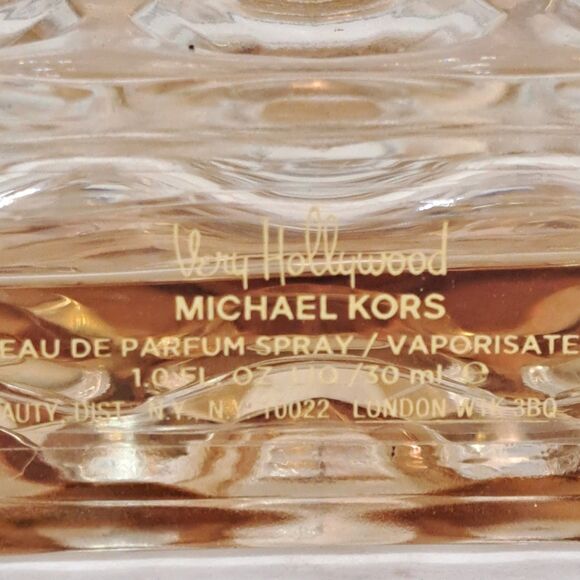 Very Hollywood
MICHAEL KORS
EAU DE PARFUM SPRAY / VAPORISATE
1.0 FL. OZ. LIQ./30 ml ℮
AUTY, DIST. N.Y., N.Y. 10022 LONDON W1K 3BQ